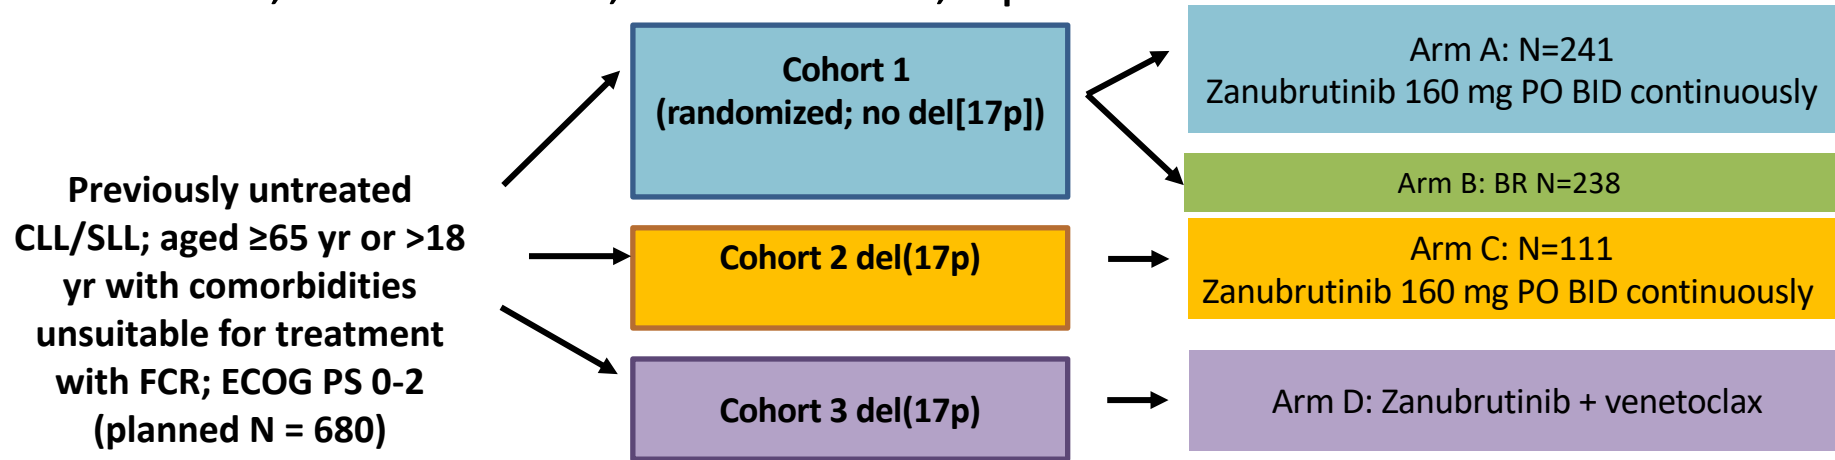 Previously untreated
CLL/SLL; aged ≥65 yr or >18
yr with comorbidities
unsuitable for treatment
with FCR; ECOG PS 0-2
(planned N = 680)
Cohort 1
(randomized; no del[17p])
Cohort 2 del(17p)
Cohort 3 del(17p)
Arm A: N=241
Zanubrutinib 160 mg PO BID continuously
Arm B: BR N=238
Arm C: N=111
Zanubrutinib 160 mg PO BID continuously
Arm D: Zanubrutinib + venetoclax